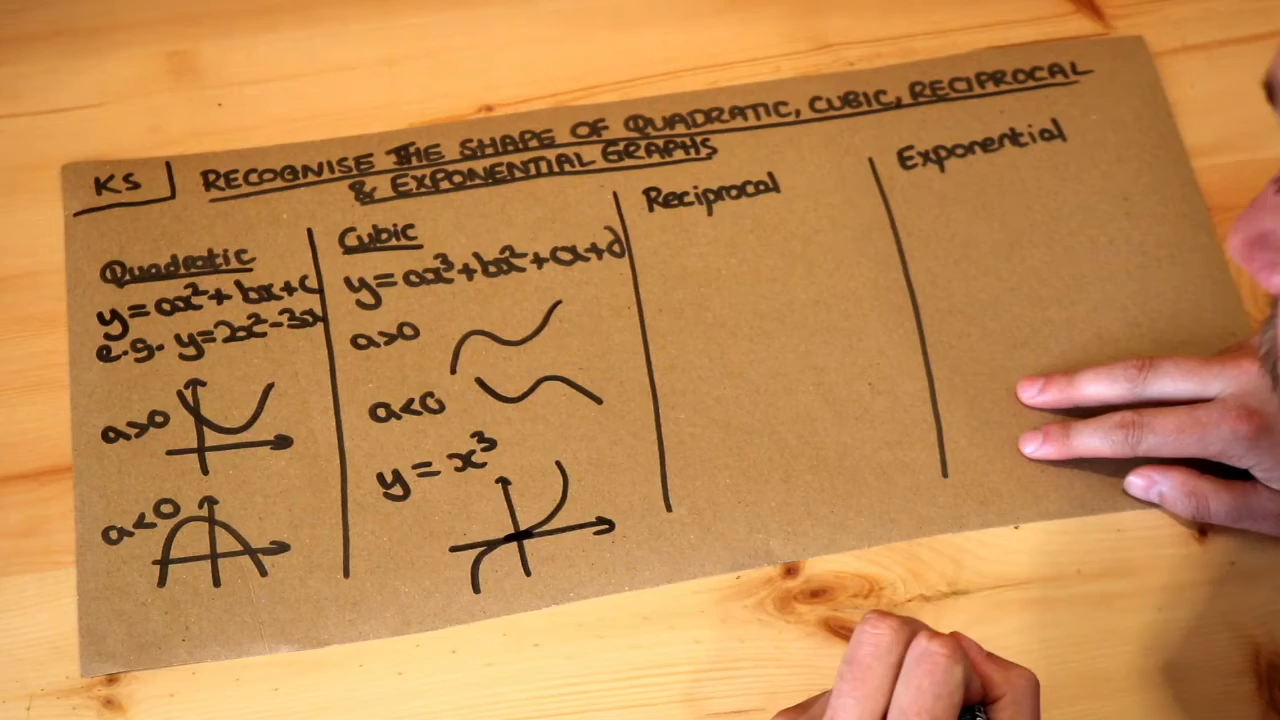 KS
RECOGNISE THE SHAPE OF QUADRATIC, CUBIC, RECIPROCAL
& EXPONENTIAL GRAPHS
Quadratic
y=ax²+bx+c
e.g. y=2x²-3x
a>0
a<0
Cubic
y=ax³+bx²+cx+d
a>0
a<0
y=x³
Reciprocal
Exponential